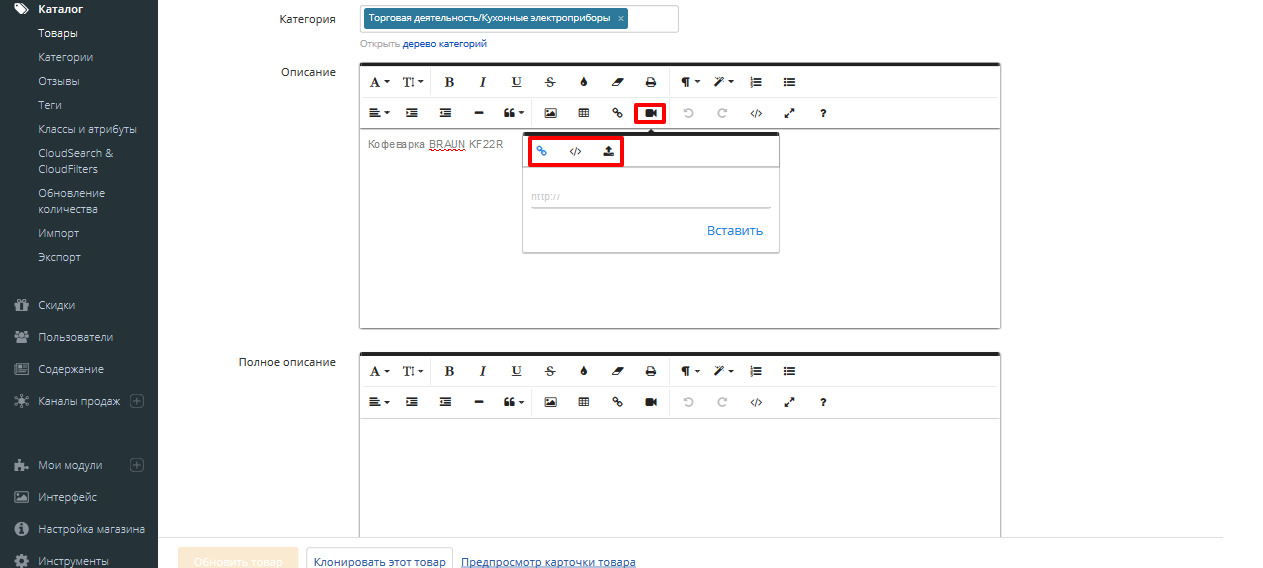 Каталог
Товары
Категории
Отзывы
Теги
Классы и атрибуты
CloudSearch &
CloudFilters
Обновление
количества
Импорт
Экспорт
Скидки
Пользователи
Содержание
Каналы продаж
Мои модули
Интерфейс
Настройка магазина
Инструменты
Категория
Торговая деятельность/Кухонные электроприборы ×
Открыть дерево категорий
Описание
A TI B I U S
</> ?
Кофеварка BRAUN KF22R
</>
http://
Вставить
Полное описание
A TI B I U S
</> ?
Обновить товар Клонировать этот товар Предпросмотр карточки товара